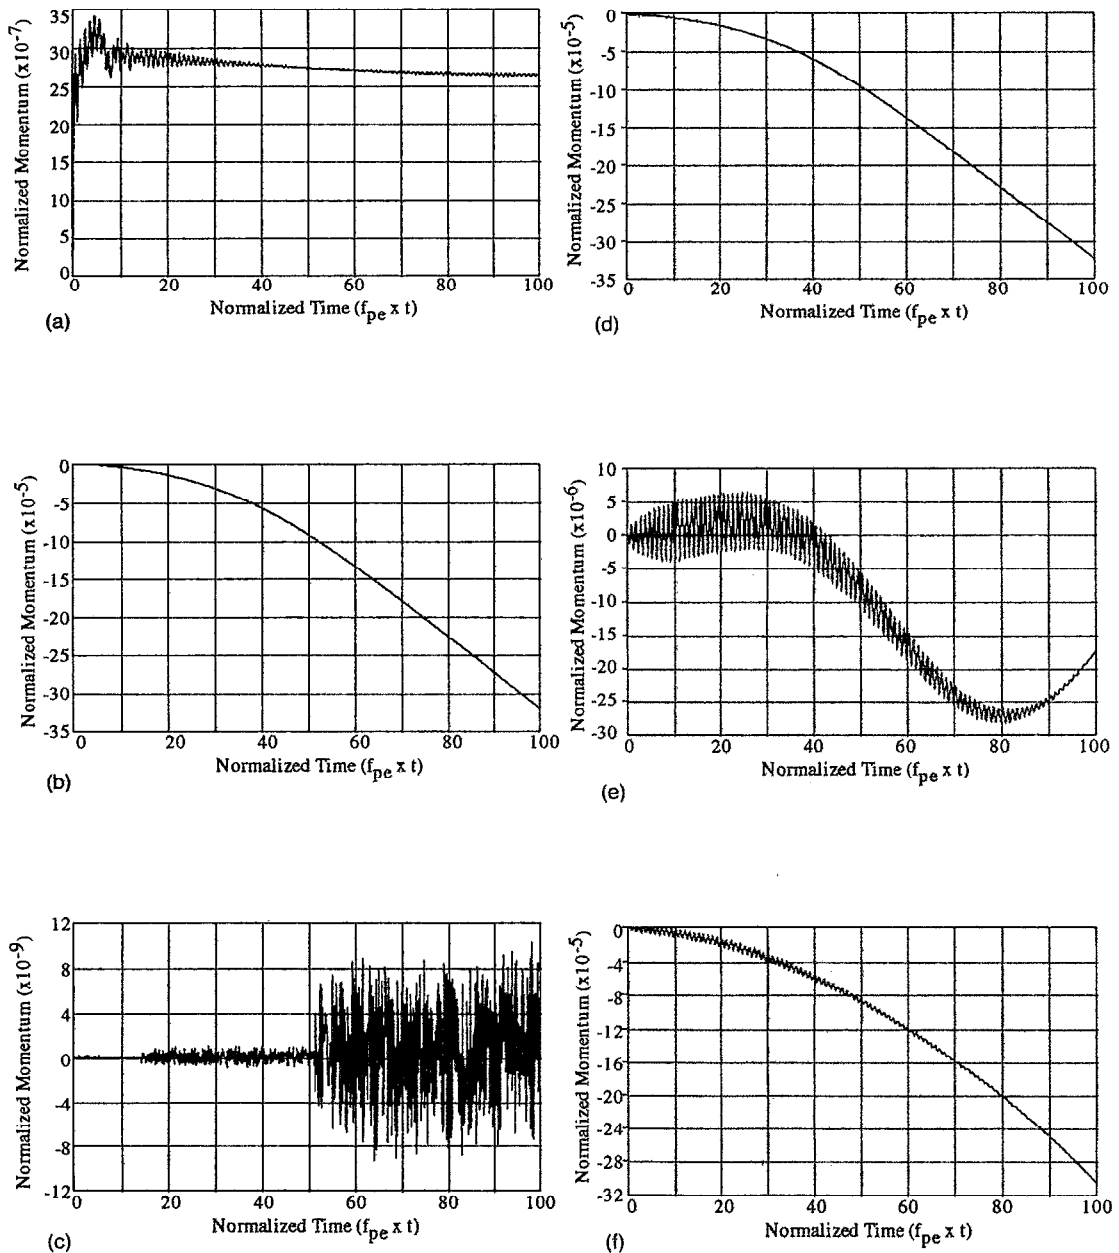 Normalized Momentum (x10-7)
35
30
25
20
15
10
5
0
0 20 40 60 80 100
Normalized Time (fpe x t)
(a)
Normalized Momentum (x10-5)
0
-5
-10
-15
-20
-25
-30
-35
0 20 40 60 80 100
Normalized Time (fpe x t)
(d)
Normalized Momentum (x10-5)
0
-5
-10
-15
-20
-25
-30
-35
0 20 40 60 80 100
Normalized Time (fpe x t)
(b)
Normalized Momentum (x10-6)
10
5
0
-5
-10
-15
-20
-25
-30
0 20 40 60 80 100
Normalized Time (fpe x t)
(e)
Normalized Momentum (x10-9)
12
8
4
0
-4
-8
-12
0 20 40 60 80 100
Normalized Time (fpe x t)
(c)
Normalized Momentum (x10-5)
0
-4
-8
-12
-16
-20
-24
-28
-32
0 20 40 60 80 100
Normalized Time (fpe x t)
(f)